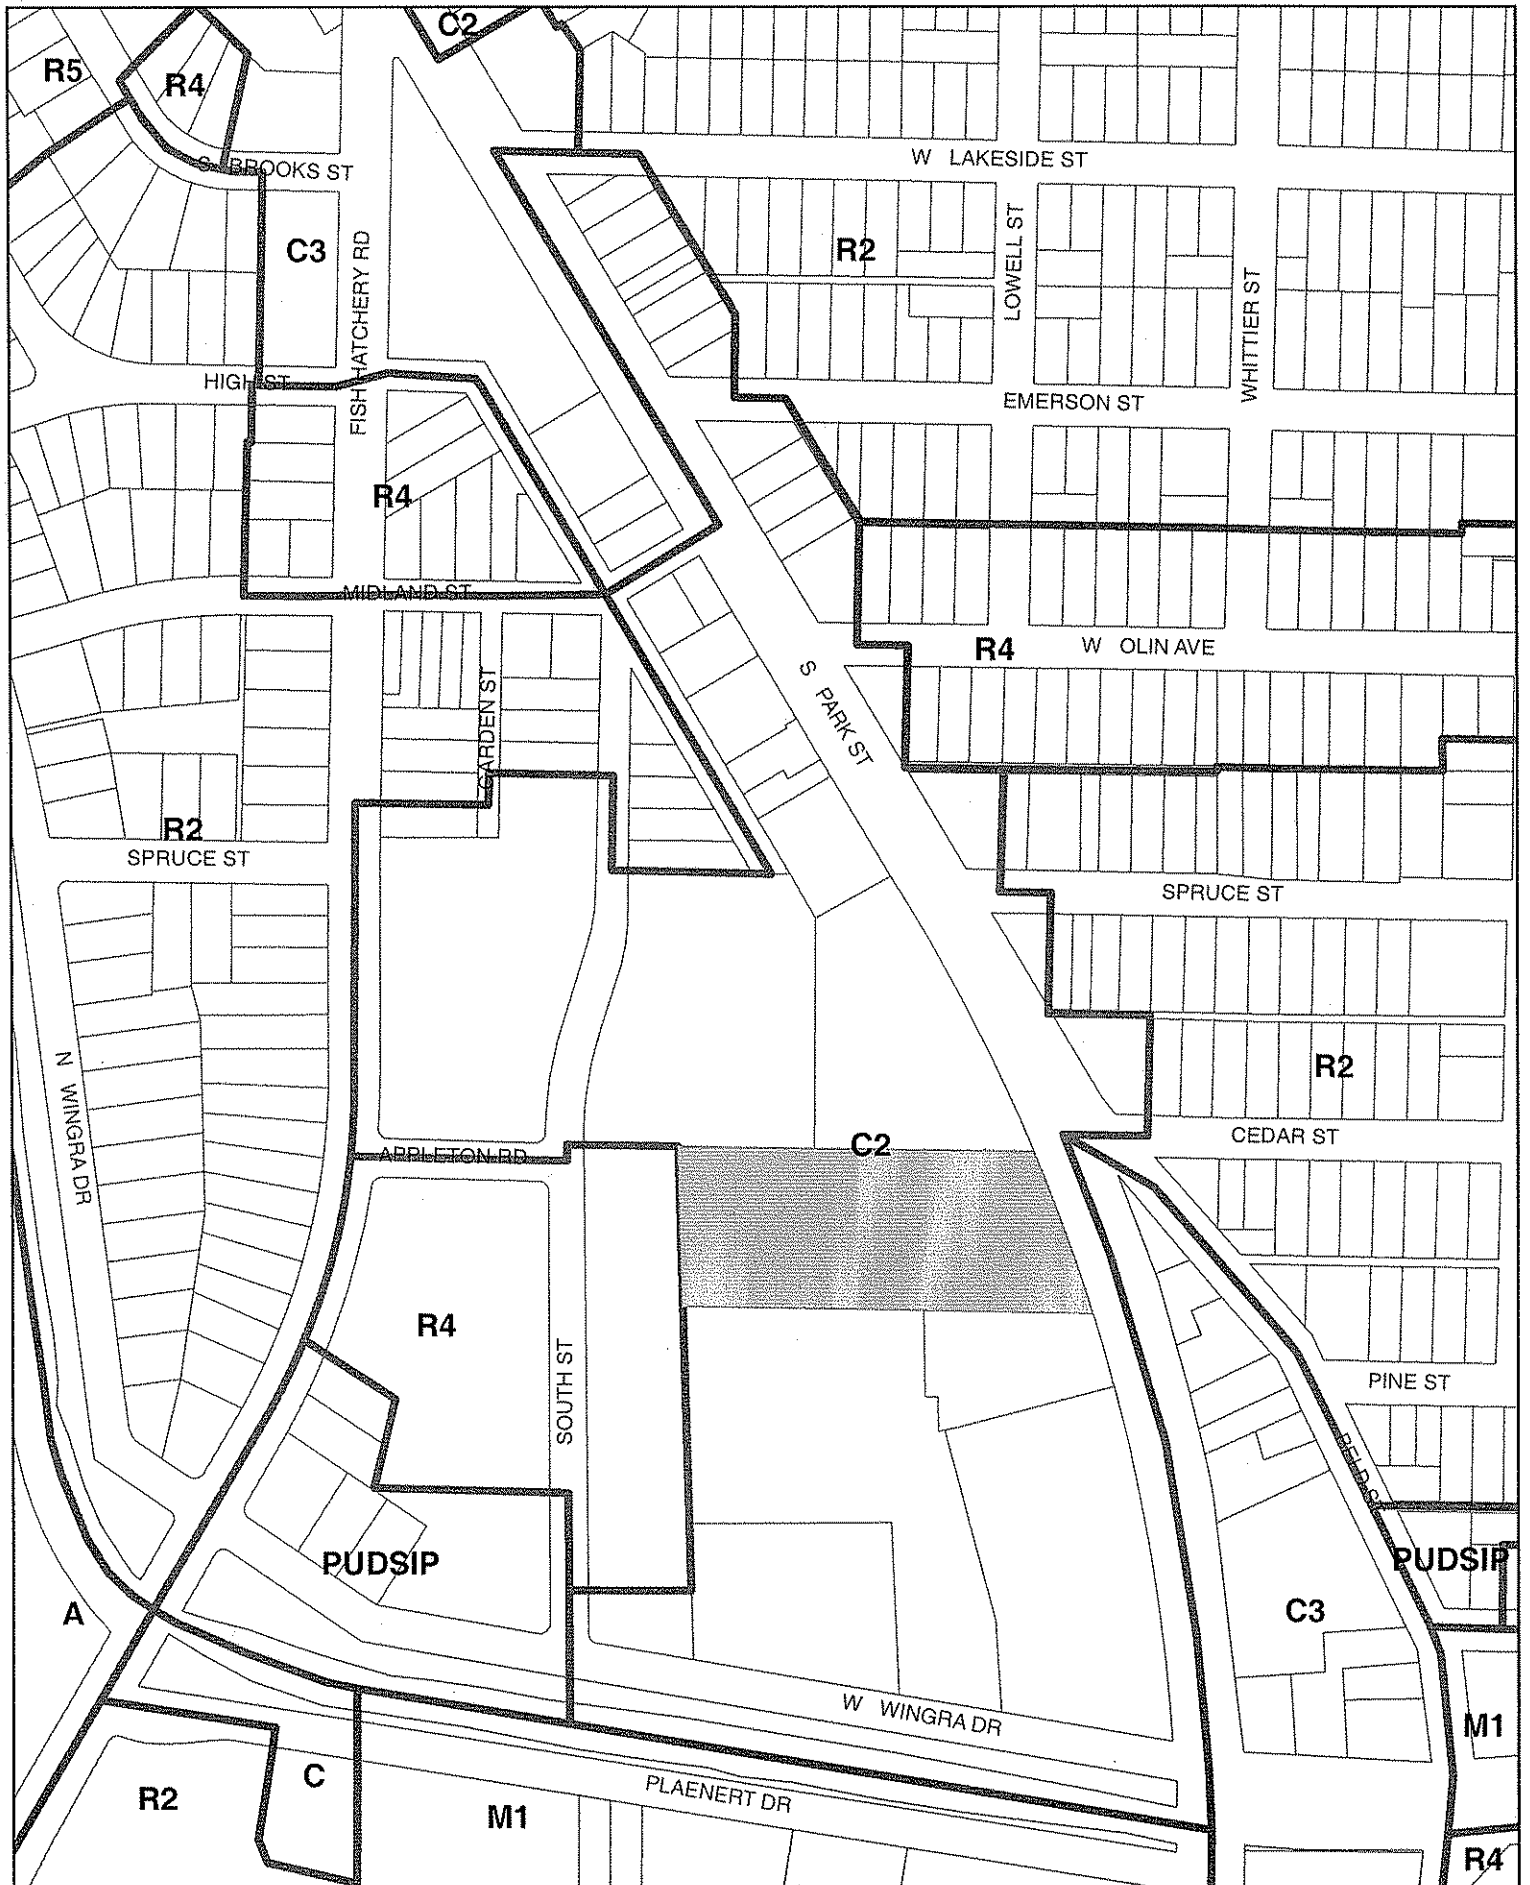 C2
R5
R4
S BROOKS ST
W LAKESIDE ST
C3
FISH HATCHERY RD
R2
LOWELL ST
WHITTIER ST
HIGH ST
EMERSON ST
R4
MIDLAND ST
S PARK ST
R4
W OLIN AVE
GARDEN ST
R2
SPRUCE ST
SPRUCE ST
N WINGRA DR
R2
C2
CEDAR ST
APPLETON RD
R4
SOUTH ST
PINE ST
BELD ST
PUDSIP
PUDSIP
A
C3
W WINGRA DR
M1
C
R2
PLAENERT DR
M1
R4